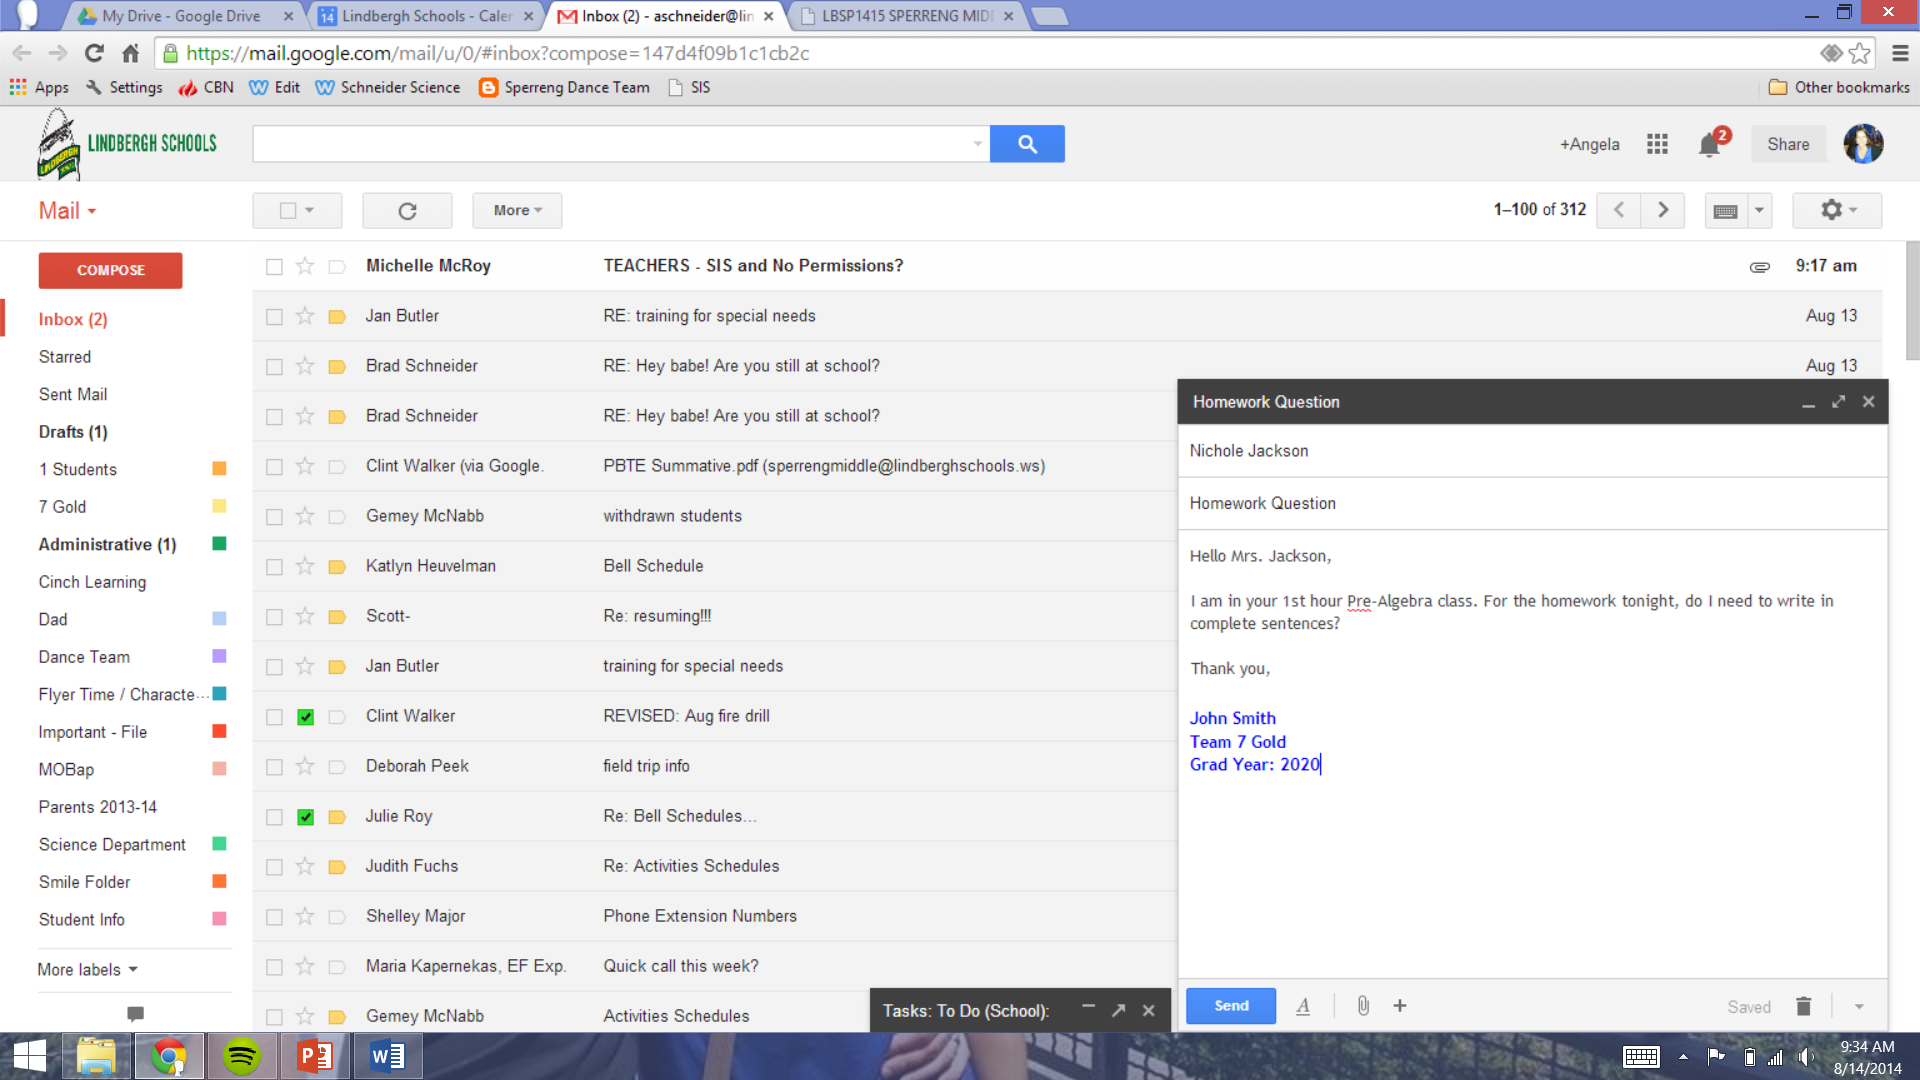 My Drive - Google Drive
14 Lindbergh Schools - Caler
Inbox (2) - aschneider@lin
LBSP1415 SPERRENG MIDI
https://mail.google.com/mail/u/0/#inbox?compose=147d4f09b1c1cb2c
Apps Settings CBN Edit Schneider Science Sperreng Dance Team SIS Other bookmarks
LINDBERGH
LINDBERGH SCHOOLS
+Angela 2 Share
Mail More 1–100 of 312
COMPOSE
Inbox (2)
Starred
Sent Mail
Drafts (1)
1 Students
7 Gold
Administrative (1)
Cinch Learning
Dad
Dance Team
Flyer Time / Characte...
Important - File
MOBap
Parents 2013-14
Science Department
Smile Folder
Student Info
More labels
Michelle McRoy TEACHERS - SIS and No Permissions? 9:17 am
Jan Butler RE: training for special needs Aug 13
Brad Schneider RE: Hey babe! Are you still at school? Aug 13
Brad Schneider RE: Hey babe! Are you still at school?
Clint Walker (via Google. PBTE Summative.pdf (sperrengmiddle@lindberghschools.ws)
Gemey McNabb withdrawn students
Katlyn Heuvelman Bell Schedule
Scott- Re: resuming!!!
Jan Butler training for special needs
Clint Walker REVISED: Aug fire drill
Deborah Peek field trip info
Julie Roy Re: Bell Schedules...
Judith Fuchs Re: Activities Schedules
Shelley Major Phone Extension Numbers
Maria Kapernekas, EF Exp. Quick call this week?
Gemey McNabb Activities Schedules
Tasks: To Do (School):
Homework Question
Nichole Jackson
Homework Question
Hello Mrs. Jackson,
I am in your 1st hour Pre-Algebra class. For the homework tonight, do I need to write in
complete sentences?
Thank you,
John Smith
Team 7 Gold
Grad Year: 2020
Send A Saved
9:34 AM
8/14/2014